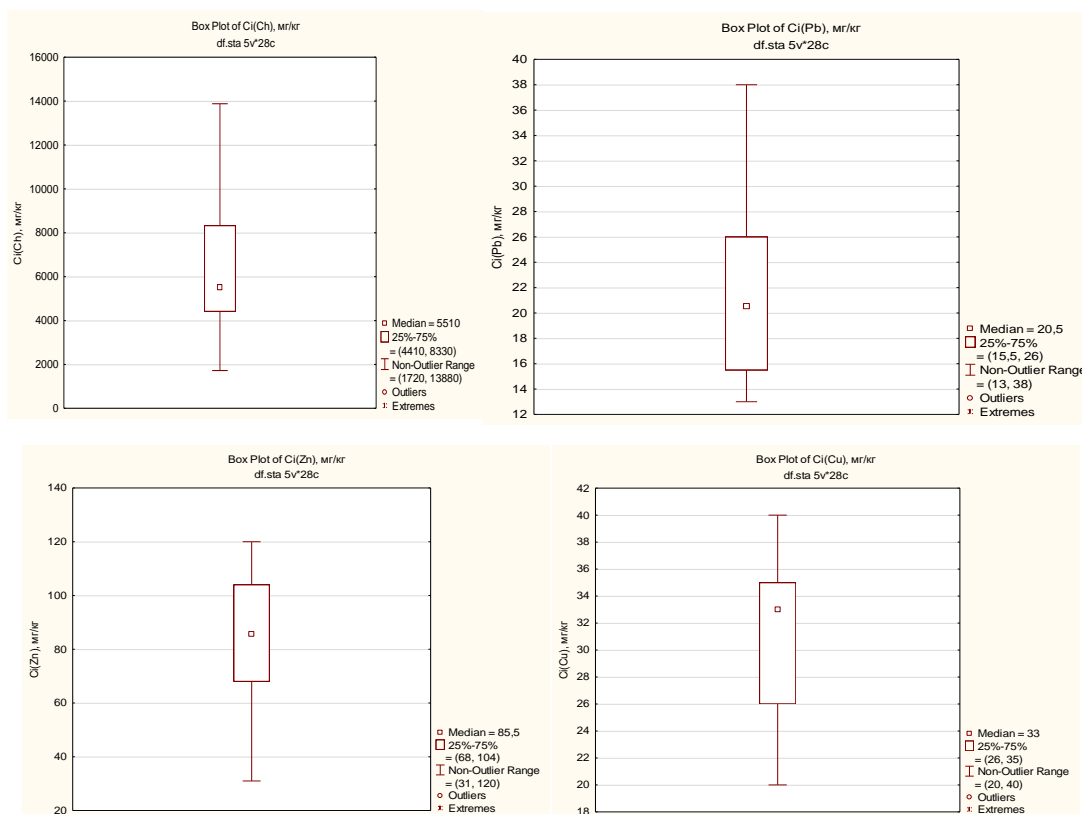 Box Plot of Ci(Ch), мг/кг
df.sta 5v*28c
16000
14000
12000
10000
8000
6000
4000
2000
0
Ci(Ch), мг/кг
Median = 5510
25%-75%
= (4410, 8330)
Non-Outlier Range
= (1720, 13880)
Outliers
Extremes
Box Plot of Ci(Pb), мг/кг
df.sta 5v*28c
40
38
36
34
32
30
28
26
24
22
20
18
16
14
12
Ci(Pb), мг/кг
Median = 20,5
25%-75%
= (15,5, 26)
Non-Outlier Range
= (13, 38)
Outliers
Extremes
Box Plot of Ci(Zn), мг/кг
df.sta 5v*28c
140
120
100
80
60
40
20
Ci(Zn), мг/кг
Median = 85,5
25%-75%
= (68, 104)
Non-Outlier Range
= (31, 120)
Outliers
Extremes
Box Plot of Ci(Cu), мг/кг
df.sta 5v*28c
42
40
38
36
34
32
30
28
26
24
22
20
18
Ci(Cu), мг/кг
Median = 33
25%-75%
= (26, 35)
Non-Outlier Range
= (20, 40)
Outliers
Extremes